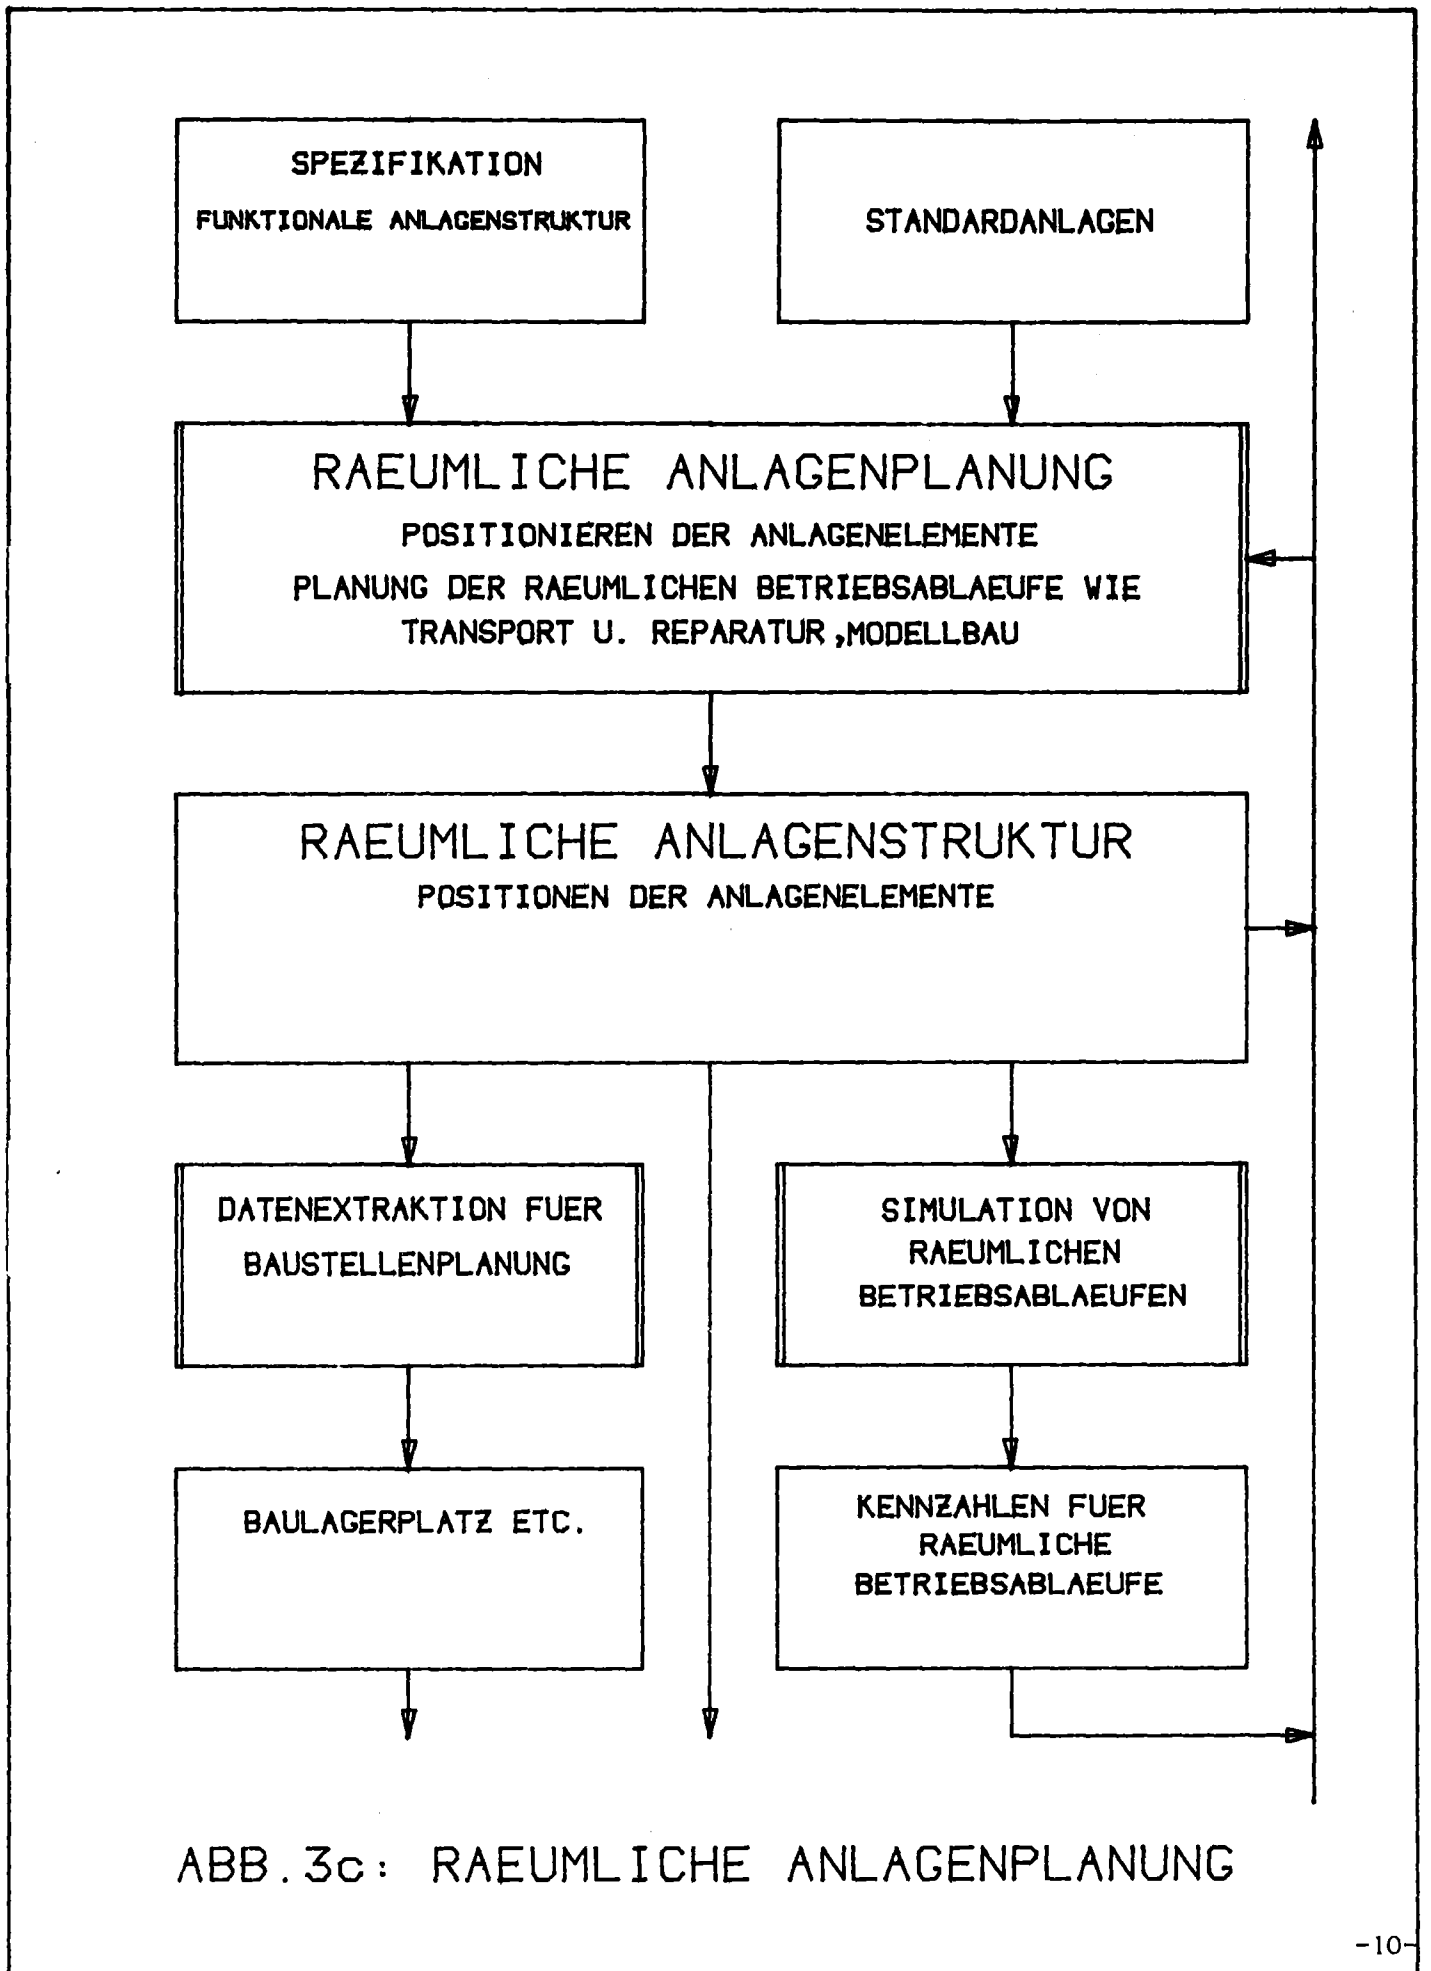 SPEZIFIKATION
FUNKTIONALE ANLAGENSTRUKTUR
STANDARDANLAGEN
RAEUMLICHE ANLAGENPLANUNG
POSITIONIEREN DER ANLAGENELEMENTE
PLANUNG DER RAEUMLICHEN BETRIEBSABLAEUFE WIE
TRANSPORT U. REPARATUR,MODELLBAU
RAEUMLICHE ANLAGENSTRUKTUR
POSITIONEN DER ANLAGENELEMENTE
DATENEXTRAKTION FUER
BAUSTELLENPLANUNG
SIMULATION VON
RAEUMLICHEN
BETRIEBSABLAEUFEN
BAULAGERPLATZ ETC.
KENNZAHLEN FUER
RAEUMLICHE
BETRIEBSABLAEUFE
ABB.3c: RAEUMLICHE ANLAGENPLANUNG
-10-